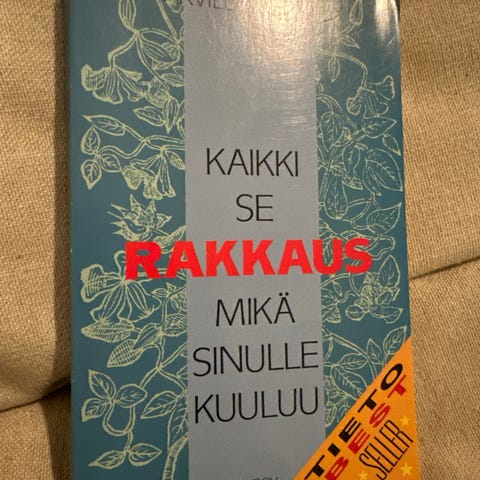 KAIKKI
SE
RAKKAUS
MIKÄ
SINULLE
KUULUU
TIETO
BEST
SELLER